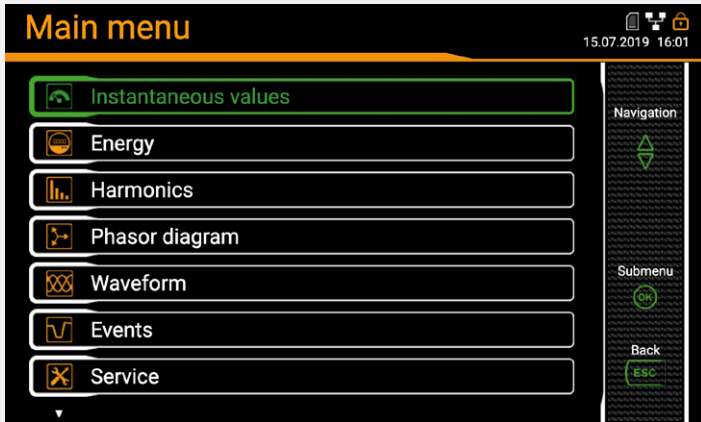 Main menu
15.07.2019 16:01
Instantaneous values
Energy
Harmonics
Phasor diagram
Waveform
Events
Service
Navigation
Submenu
OK
Back
ESC